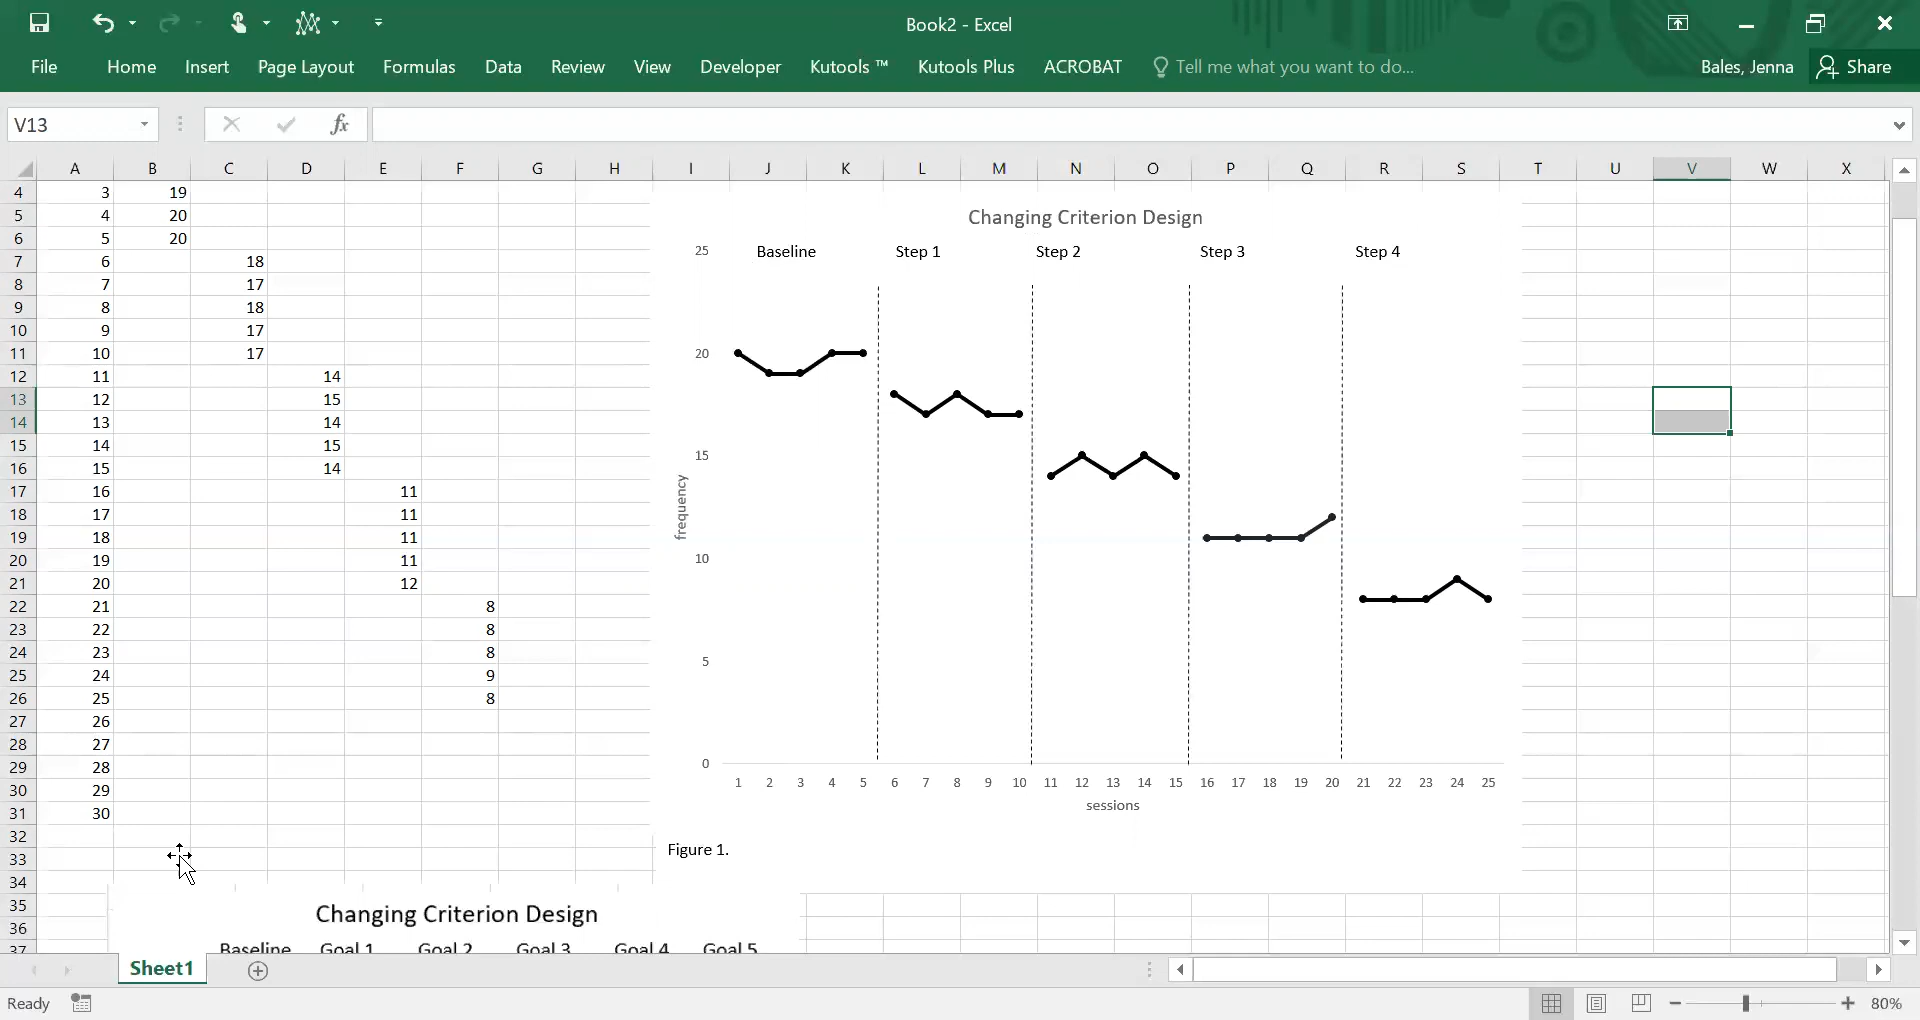 Book2 - Excel
File Home Insert Page Layout Formulas Data Review View Developer Kutools ™ Kutools Plus ACROBAT Tell me what you want to do... Bales, Jenna Share
V13 fx
A B C D E F G H I J K L M N O P Q R S T U V W X
4 3 19
5 4 20
6 5 20
7 6 18
8 7 17
9 8 18
10 9 17
11 10 17
12 11 14
13 12 15
14 13 14
15 14 15
16 15 14
17 16 11
18 17 11
19 18 11
20 19 11
21 20 12
22 21 8
23 22 8
24 23 8
25 24 9
26 25 8
27 26
28 27
29 28
30 29
31 30
32
33
34
35
36
37
Changing Criterion Design
Baseline Step 1 Step 2 Step 3 Step 4
25
20
15
10
5
0
frequency
1 2 3 4 5 6 7 8 9 10 11 12 13 14 15 16 17 18 19 20 21 22 23 24 25
sessions
Figure 1.
Changing Criterion Design
Baseline Goal 1 Goal 2 Goal 3 Goal 4 Goal 5
Sheet1
Ready 80%